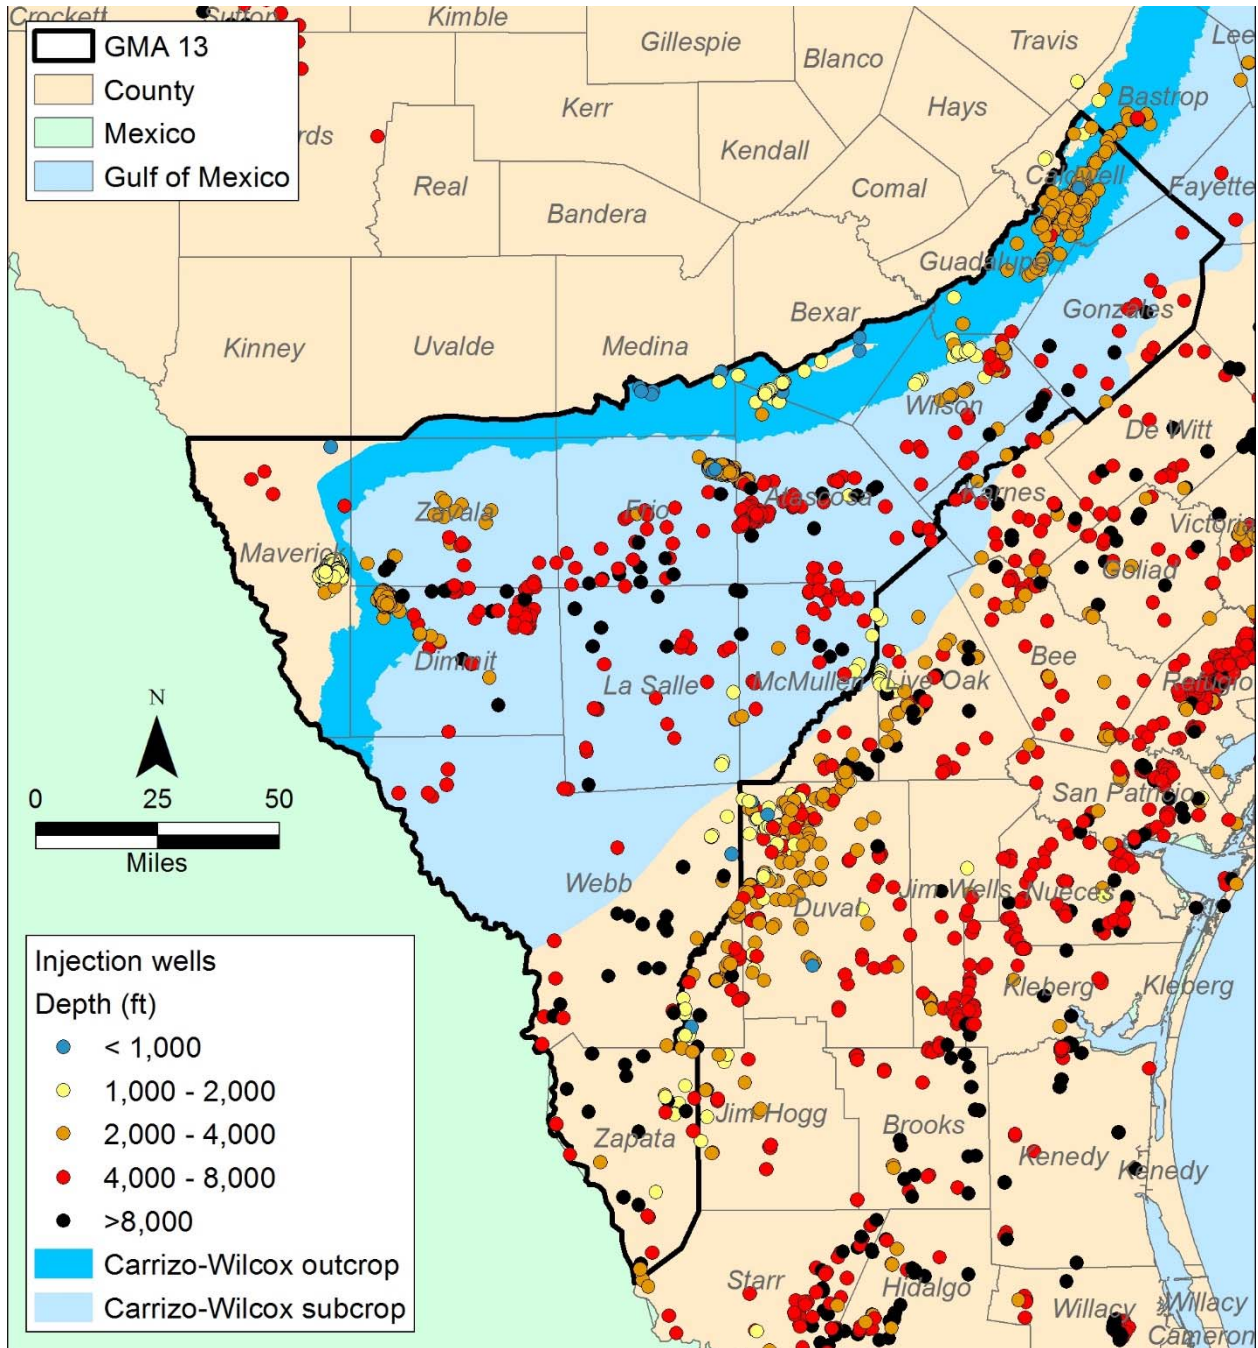 Crockett
Sutton
Kimble
Gillespie
Blanco
Travis
Lee
GMA 13
County
Mexico
Gulf of Mexico
rds
Kerr
Real
Kendall
Hays
Bastrop
Bandera
Comal
Caldwell
Fayette
Guadalupe
Kinney
Uvalde
Medina
Bexar
Gonzales
Wilson
De Witt
Zavala
Frio
Atascosa
Karnes
Victoria
Maverick
Goliad
Dimmit
La Salle
McMullen
Live Oak
Bee
Refugio
N
0 25 50
Miles
San Patricio
Webb
Duval
Jim Wells
Nueces
Kleberg
Kleberg
Zapata
Jim Hogg
Brooks
Kenedy
Kenedy
Starr
Hidalgo
Willacy
Willacy
Cameron
Injection wells
Depth (ft)
< 1,000
1,000 - 2,000
2,000 - 4,000
4,000 - 8,000
>8,000
Carrizo-Wilcox outcrop
Carrizo-Wilcox subcrop